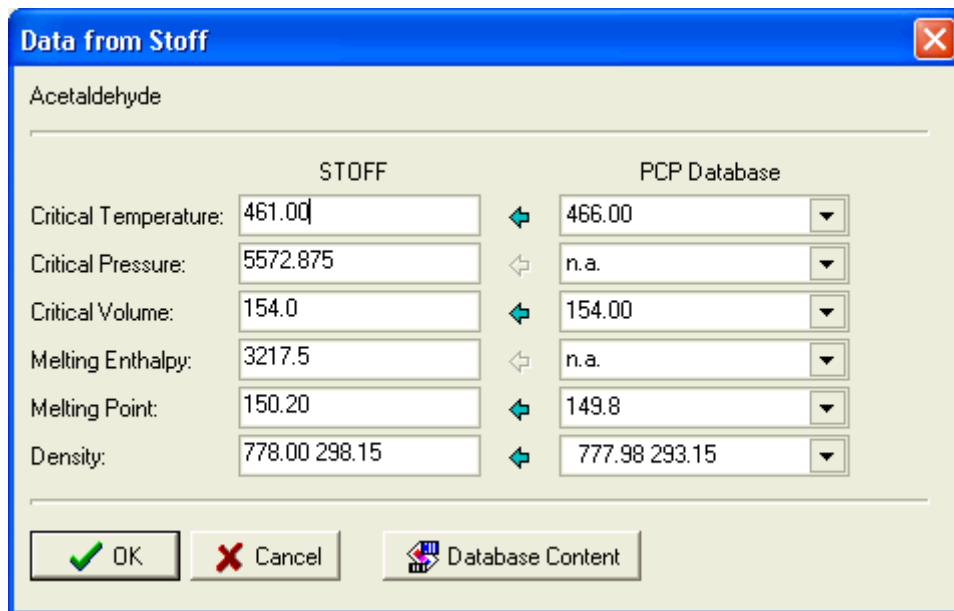 Data from Stoff
Acetaldehyde
STOFF PCP Database
Critical Temperature: 461.00 466.00
Critical Pressure: 5572.875 n.a.
Critical Volume: 154.0 154.00
Melting Enthalpy: 3217.5 n.a.
Melting Point: 150.20 149.8
Density: 778.00 298.15 777.98 293.15
OK Cancel Database Content